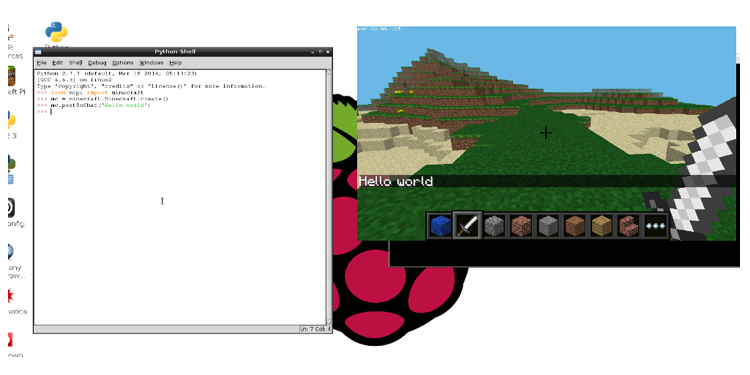 Python Shell
File Edit Shell Debug Options Windows Help
Python 2.7.3 (default, Mar 18 2014, 05:13:23)
[GCC 4.6.3] on linux2
Type "copyright", "credits" or "license()" for more information.
>>> from mcpi import minecraft
>>> mc = minecraft.Minecraft.create()
>>> mc.postToChat("Hello world")
>>>
Ln: 7 Col: 4
Hello world